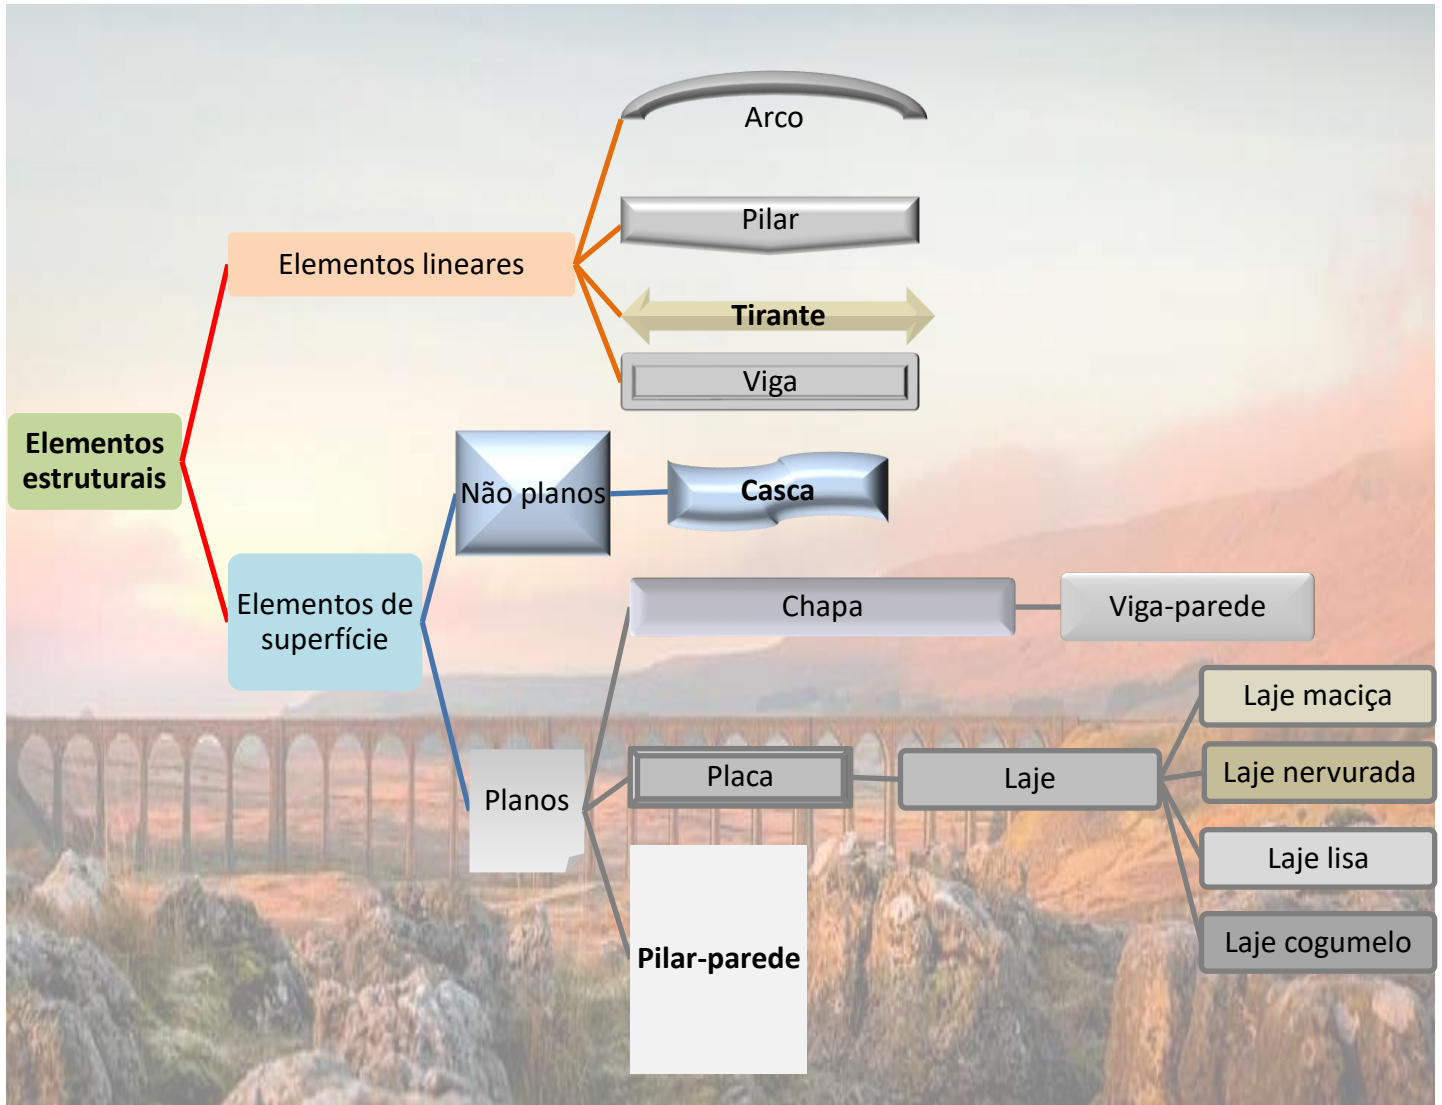 Elementos
estruturais
Elementos lineares
Arco
Pilar
Tirante
Viga
Elementos de
superfície
Não planos
Casca
Planos
Chapa
Viga-parede
Placa
Laje
Laje maciça
Laje nervurada
Laje lisa
Laje cogumelo
Pilar-parede